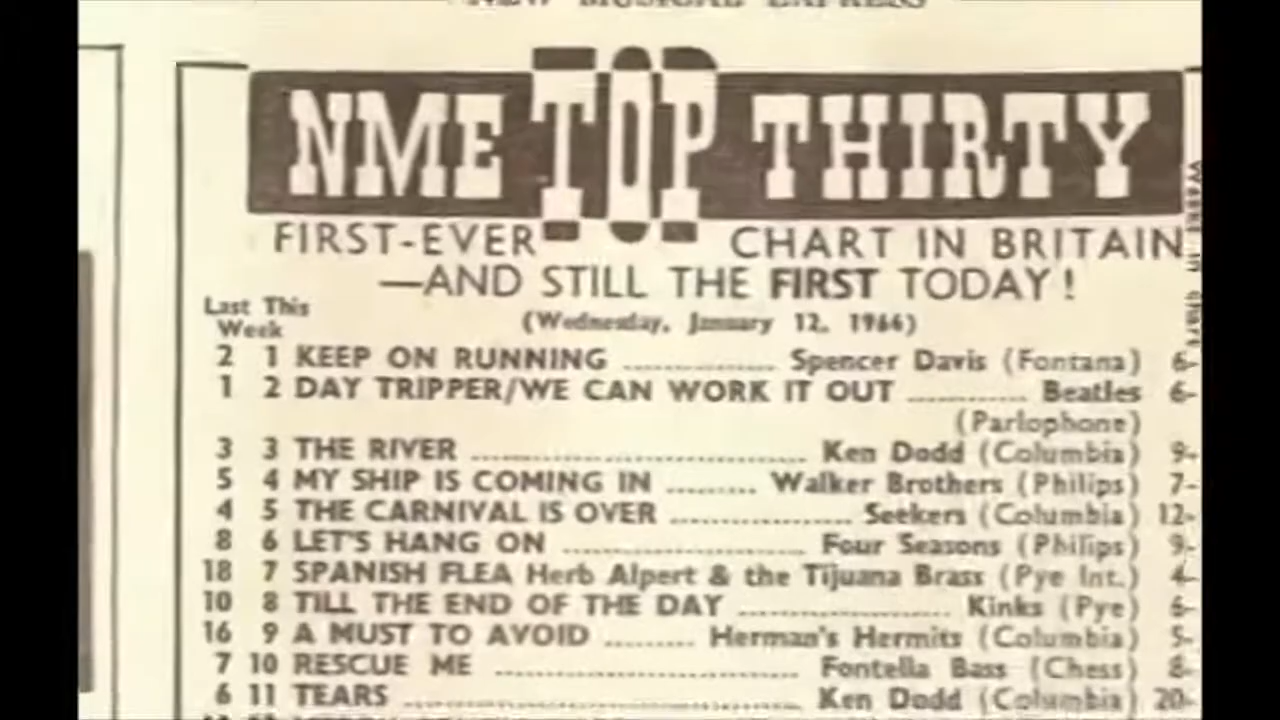 NEW MUSICAL EXPRESS
NME TOP THIRTY
FIRST-EVER CHART IN BRITAIN
—AND STILL THE FIRST TODAY!
Last This
Week
(Wednesday, January 12, 1966)
2 1 KEEP ON RUNNING ............... Spencer Davis (Fontana) 6-
1 2 DAY TRIPPER/WE CAN WORK IT OUT ............ Beatles 6-
(Parlophone)
3 3 THE RIVER ................................. Ken Dodd (Columbia) 9-
5 4 MY SHIP IS COMING IN ......... Walker Brothers (Philips) 7-
4 5 THE CARNIVAL IS OVER .................. Seekers (Columbia) 12-
8 6 LET'S HANG ON ........................ Four Seasons (Philips) 9-
18 7 SPANISH FLEA Herb Alpert & the Tijuana Brass (Pye Int.) 4-
10 8 TILL THE END OF THE DAY ..................... Kinks (Pye) 6-
16 9 A MUST TO AVOID ......... Herman's Hermits (Columbia) 5-
7 10 RESCUE ME .............................. Fontella Bass (Chess) 8-
6 11 TEARS ....................................... Ken Dodd (Columbia) 20-